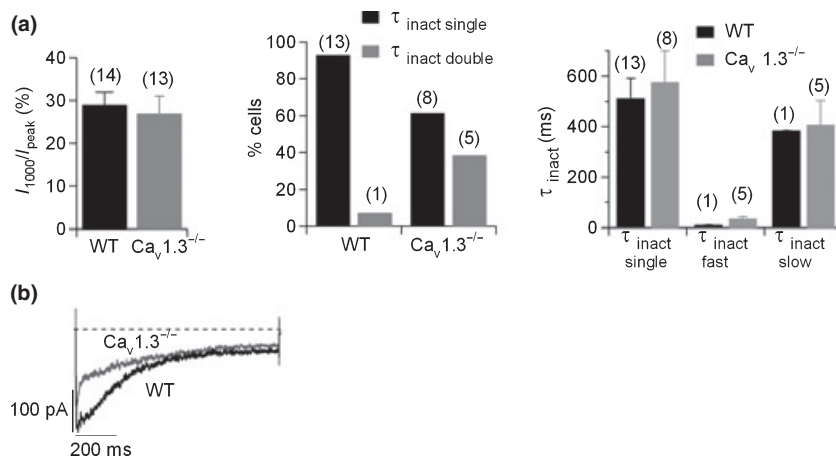 (a)
40
30
20
10
0
I1000/Ipeak (%)
(14)
(13)
WT
Cav1.3−/−
τ inact single
τ inact double
100
80
60
40
20
0
% cells
(13)
(1)
(8)
(5)
WT
Cav1.3−/−
WT
Cav 1.3−/−
600
400
200
0
τ inact (ms)
(13)
(8)
(1)
(5)
(1)
(5)
τ inact single
τ inact fast
τ inact slow
(b)
Cav1.3−/−
WT
100 pA
200 ms